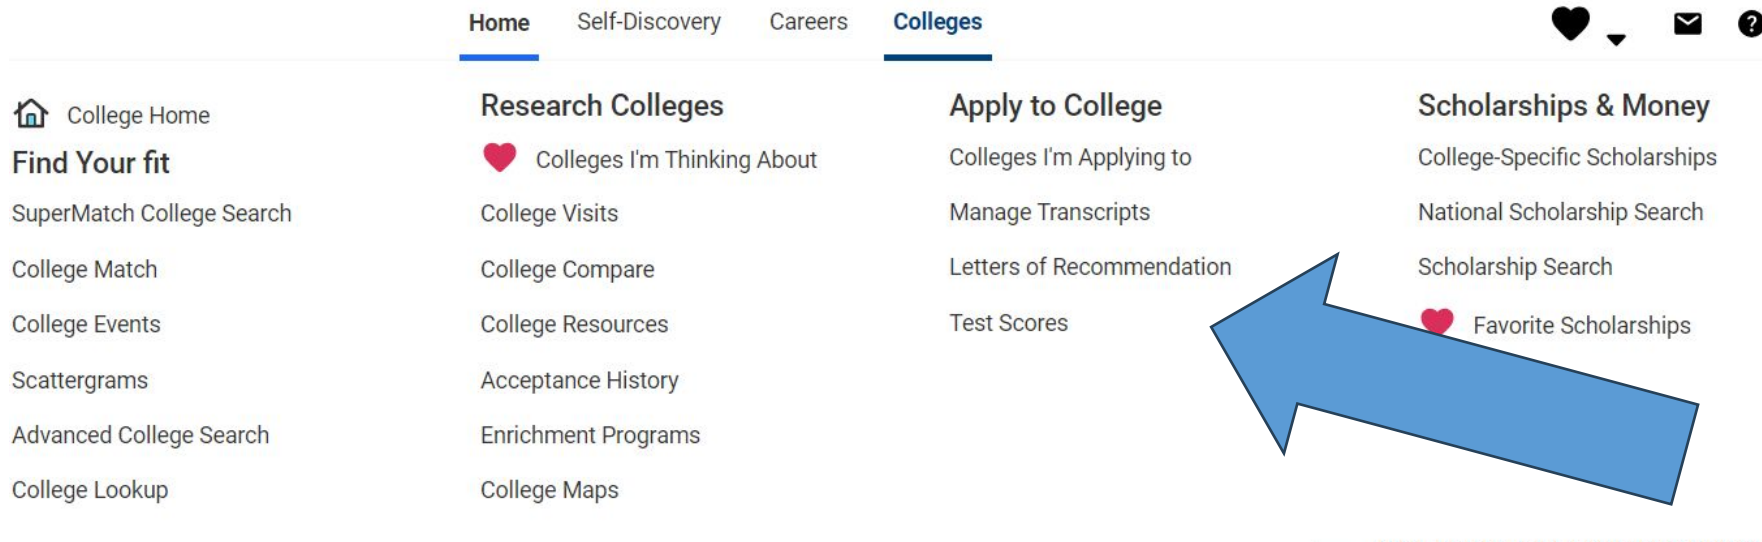 Home Self-Discovery Careers Colleges
College Home
Find Your fit
SuperMatch College Search
College Match
College Events
Scattergrams
Advanced College Search
College Lookup
Research Colleges
Colleges I'm Thinking About
College Visits
College Compare
College Resources
Acceptance History
Enrichment Programs
College Maps
Apply to College
Colleges I'm Applying to
Manage Transcripts
Letters of Recommendation
Test Scores
Scholarships & Money
College-Specific Scholarships
National Scholarship Search
Scholarship Search
Favorite Scholarships